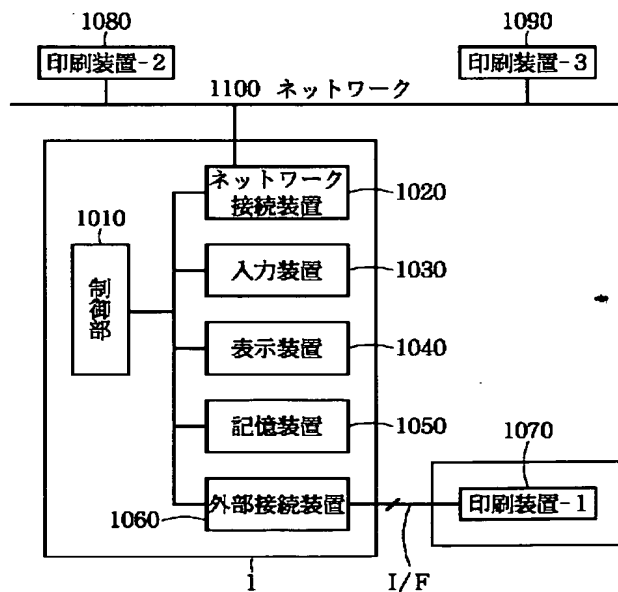 1080
1090
印刷装置-2
印刷装置-3
1100 ネットワーク
ネットワーク
接続装置
1020
1010
制御部
入力装置
1030
表示装置
1040
記憶装置
1050
1070
外部接続装置
印刷装置-1
1060
1
I/F